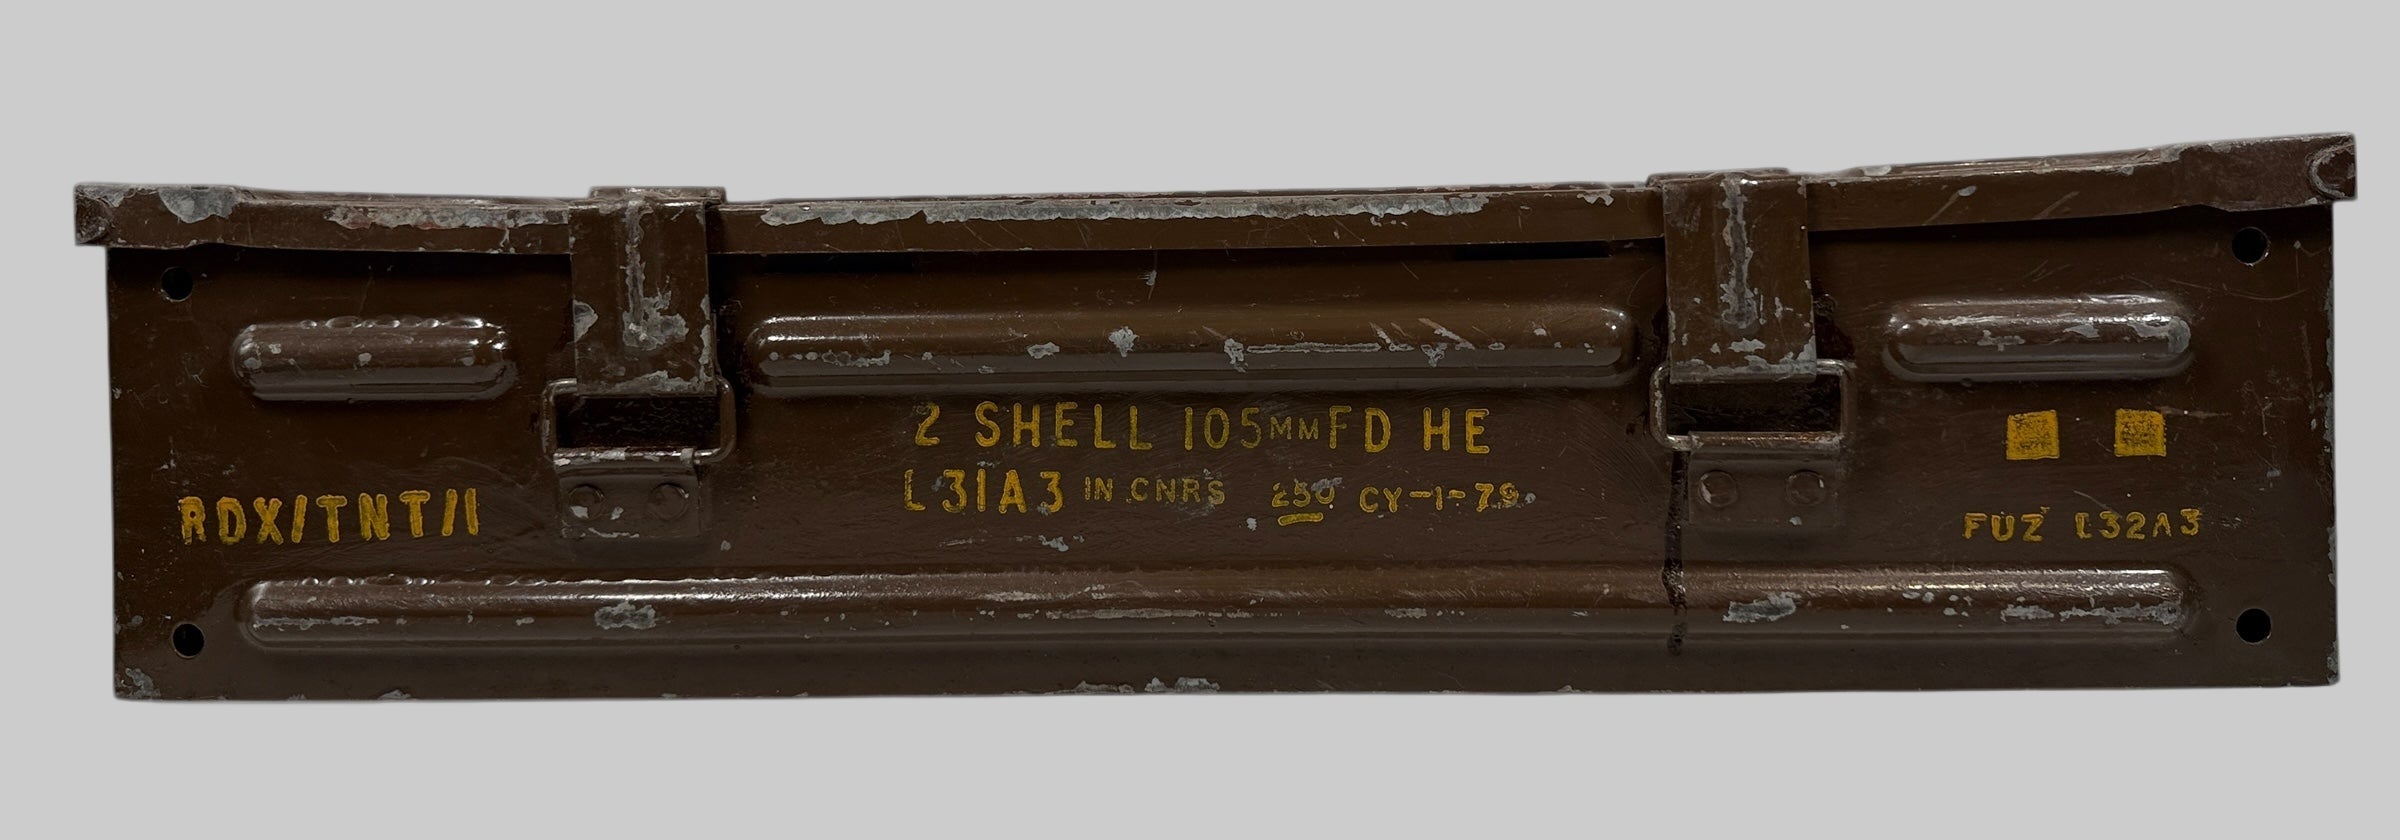 2 SHELL 105MM FD HE
L31A3 IN CNRS 250 CY-1-79
RDX/TNT/1
FUZ L32A3